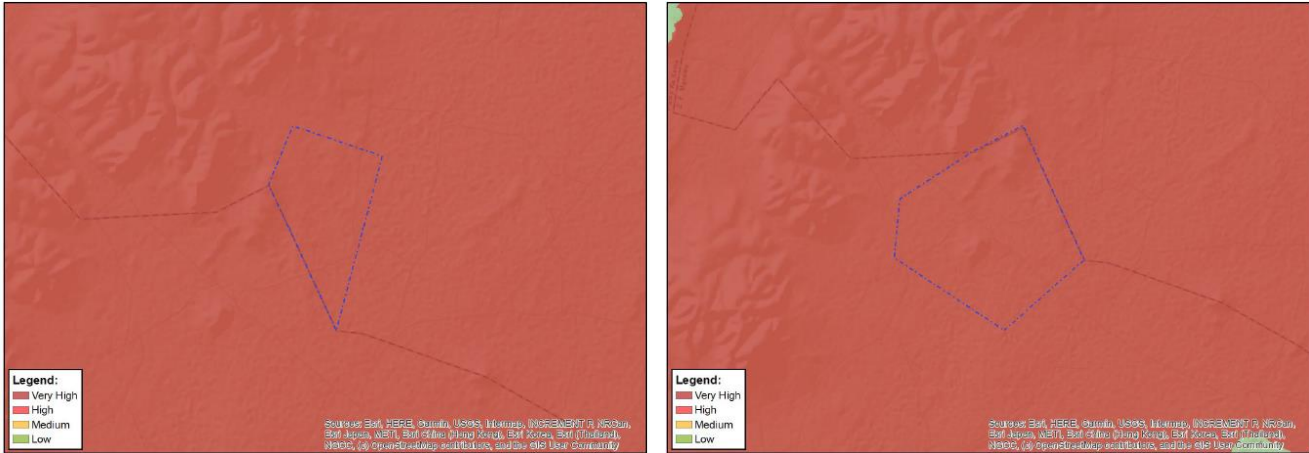 Legend:
Very High
High
Medium
Low
Sources: Esri, HERE, Garmin, USGS, Intermap, INCREMENT P, NRCan,
Esri Japan, METI, Esri China (Hong Kong), Esri Korea, Esri (Thailand),
NGCC, (c) OpenStreetMap contributors, and the GIS User Community
Legend:
Very High
High
Medium
Low
Sources: Esri, HERE, Garmin, USGS, Intermap, INCREMENT P, NRCan,
Esri Japan, METI, Esri China (Hong Kong), Esri Korea, Esri (Thailand),
NGCC, (c) OpenStreetMap contributors, and the GIS User Community